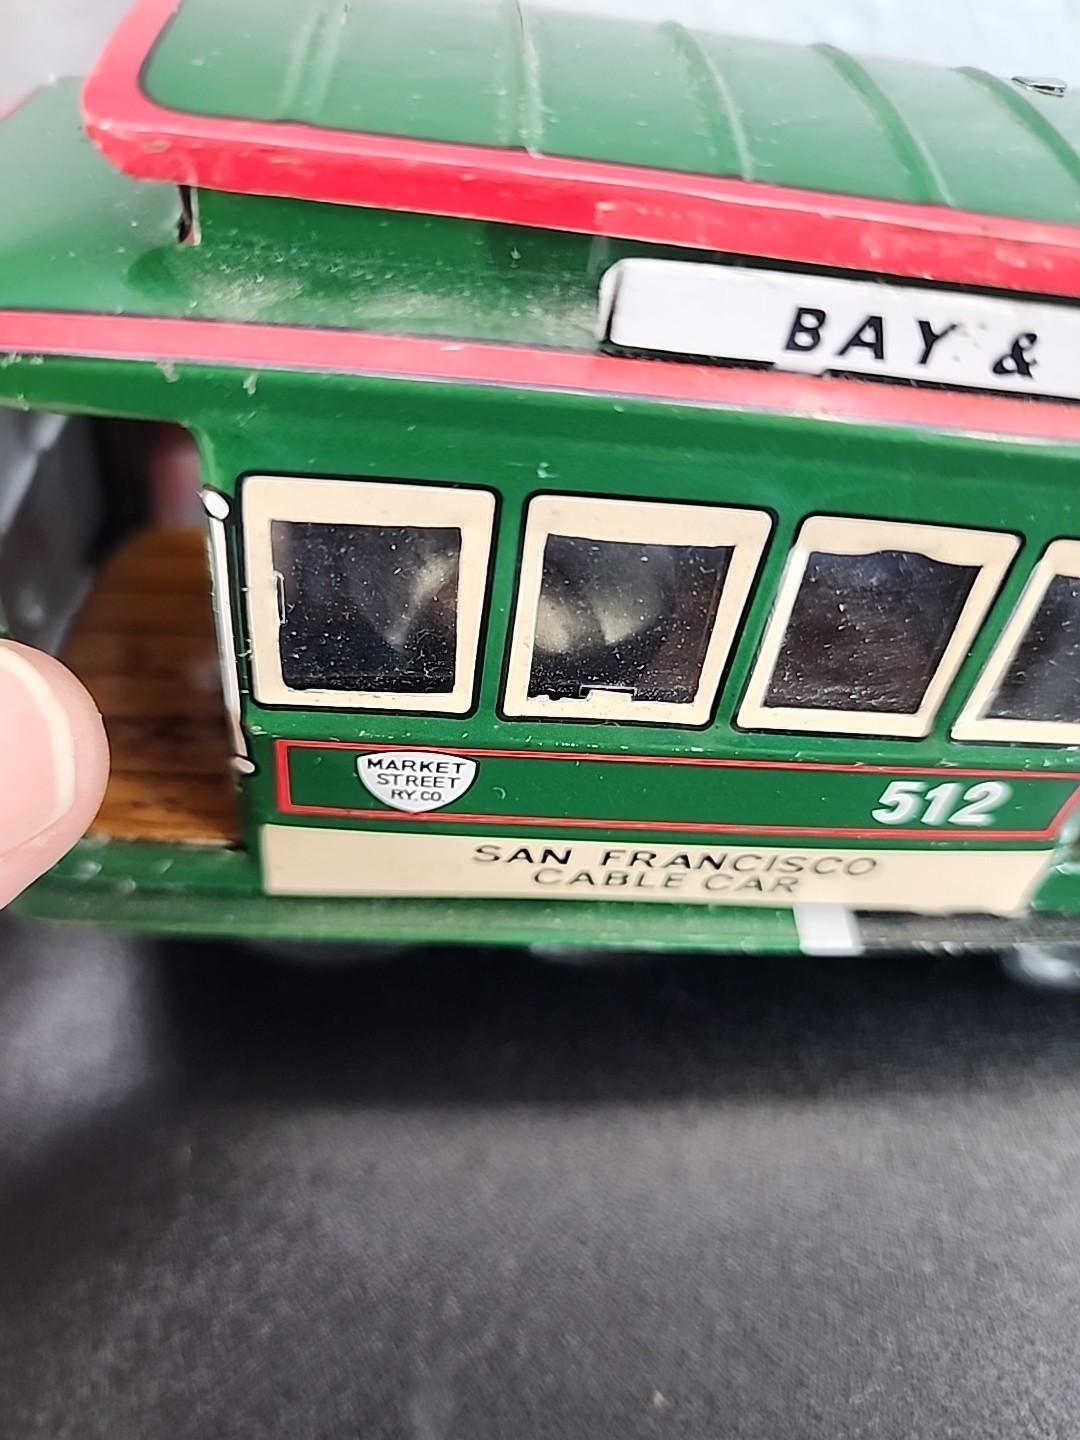 BAY &
MARKET
STREET
RY.CO.
512
SAN FRANCISCO
CABLE CAR